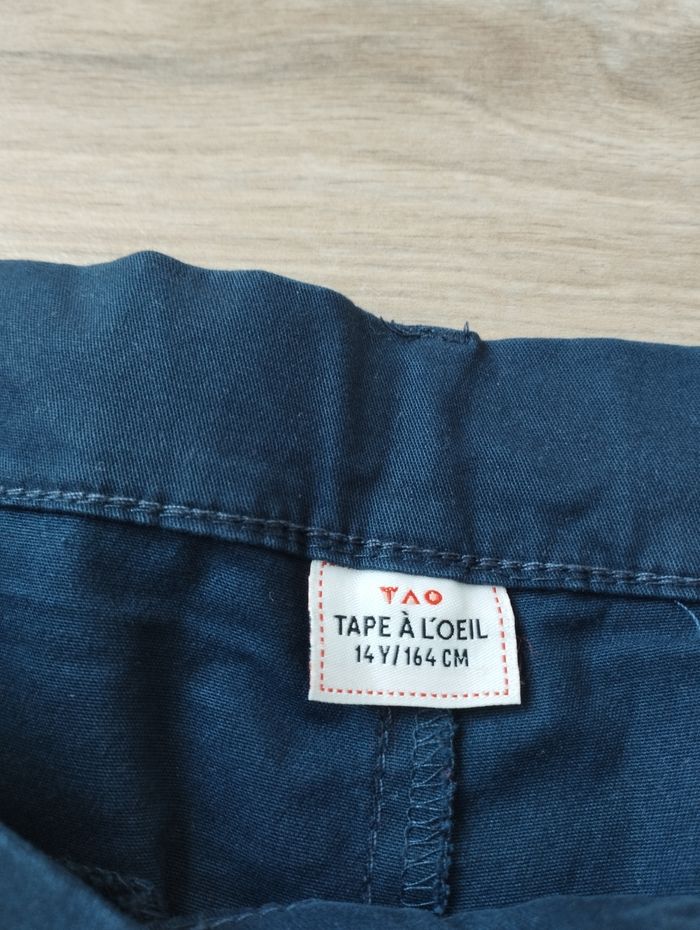 TAO
TAPE À L'OEIL
14 Y/164 CM